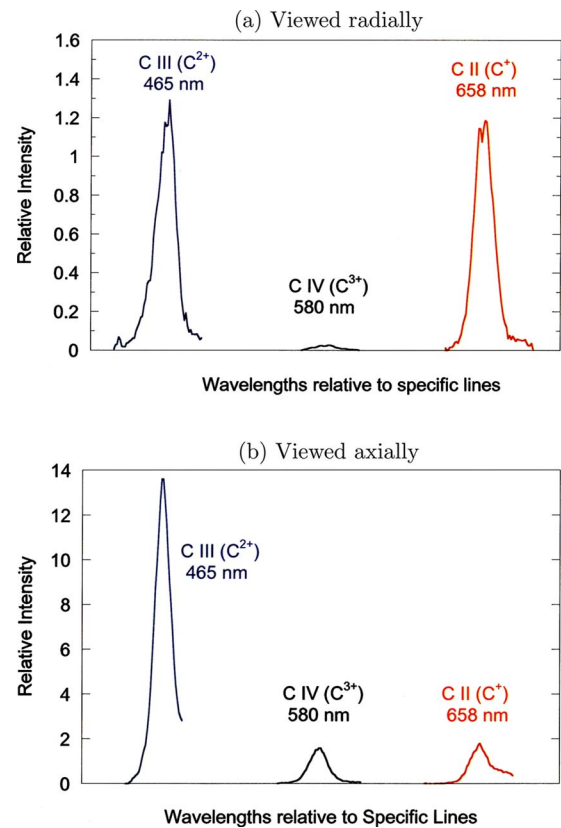 (a) Viewed radially
1.6
1.4
1.2
1
0.8
0.6
0.4
0.2
0
Relative Intensity
C III (C²⁺)
465 nm
C IV (C³⁺)
580 nm
C II (C⁺)
658 nm
Wavelengths relative to specific lines
(b) Viewed axially
14
12
10
8
6
4
2
0
Relative Intensity
C III (C²⁺)
465 nm
C IV (C³⁺)
580 nm
C II (C⁺)
658 nm
Wavelengths relative to Specific Lines